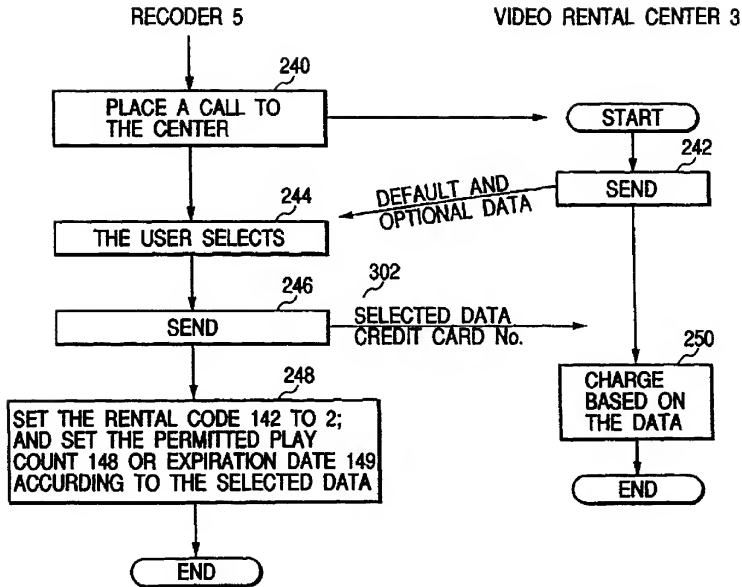 RECODER 5
VIDEO RENTAL CENTER 3
240
PLACE A CALL TO
THE CENTER
START
242
SEND
DEFAULT AND
OPTIONAL DATA
244
THE USER SELECTS
246
SEND
302
SELECTED DATA
CREDIT CARD No.
248
SET THE RENTAL CODE 142 TO 2;
AND SET THE PERMITTED PLAY
COUNT 148 OR EXPIRATION DATE 149
ACCURDING TO THE SELECTED DATA
250
CHARGE
BASED ON
THE DATA
END
END